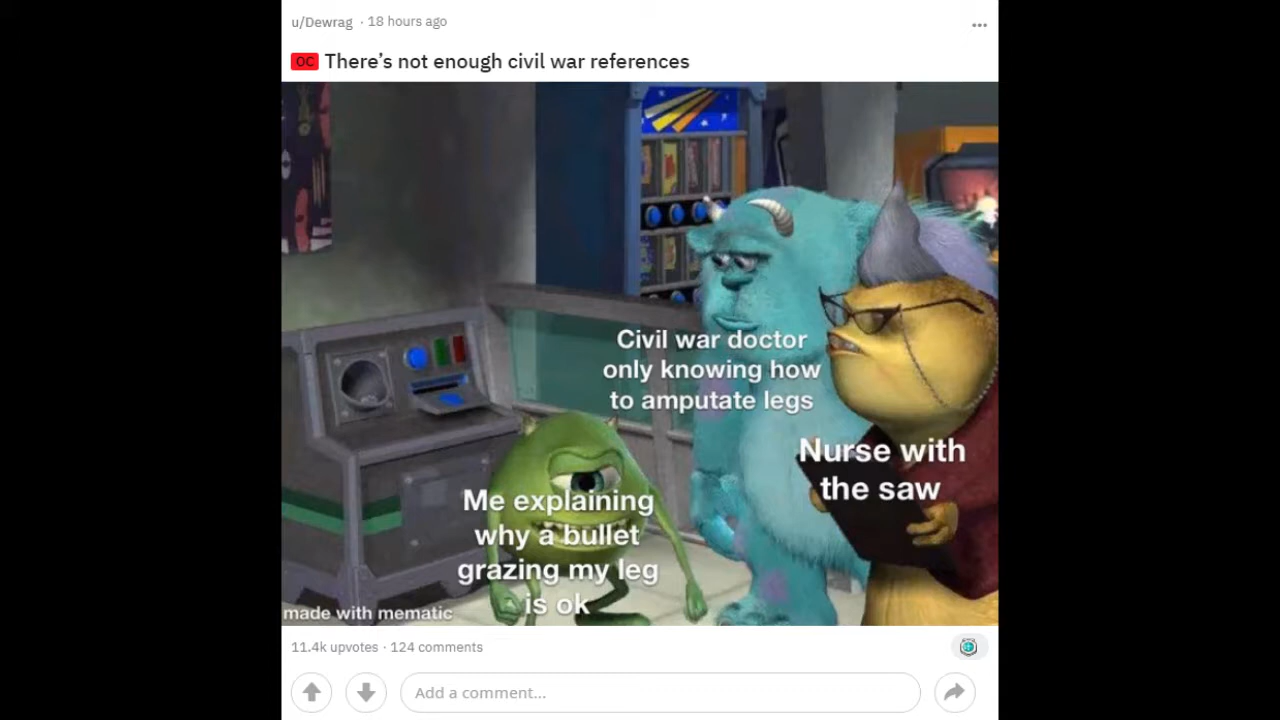 u/Dewrag · 18 hours ago
OC There's not enough civil war references
Civil war doctor
only knowing how
to amputate legs
Nurse with
the saw
Me explaining
why a bullet
grazing my leg
is ok
made with mematic
11.4k upvotes · 124 comments
Add a comment...